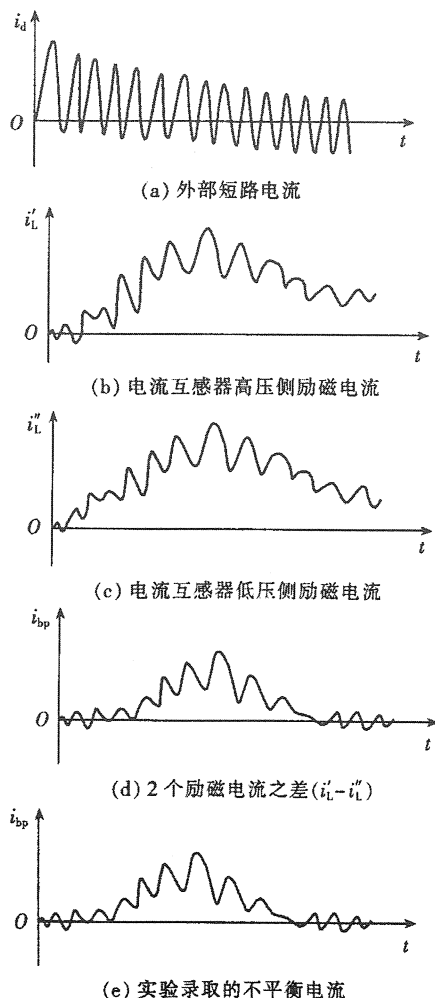 i_d
O
t
(a) 外部短路电流
i'_L
O
t
(b) 电流互感器高压侧励磁电流
i''_L
O
t
(c) 电流互感器低压侧励磁电流
i_bp
O
t
(d) 2个励磁电流之差(i'_L-i''_L)
i_bp
O
t
(e) 实验录取的不平衡电流